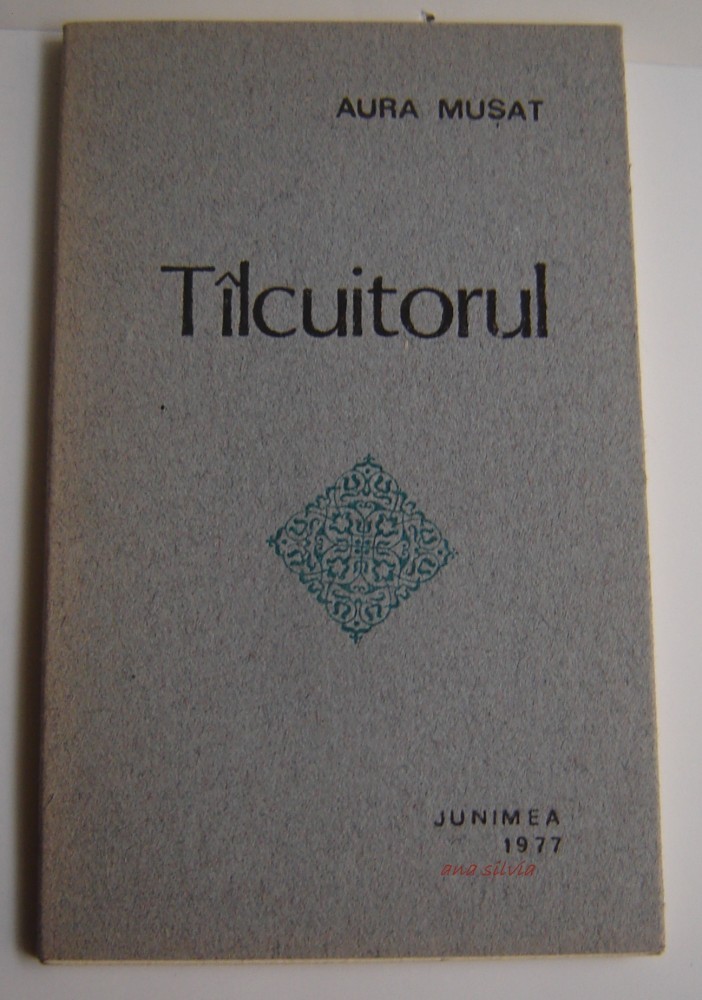 AURA MUȘAT
Tîlcuitorul
JUNIMEA
1977
ana silvia